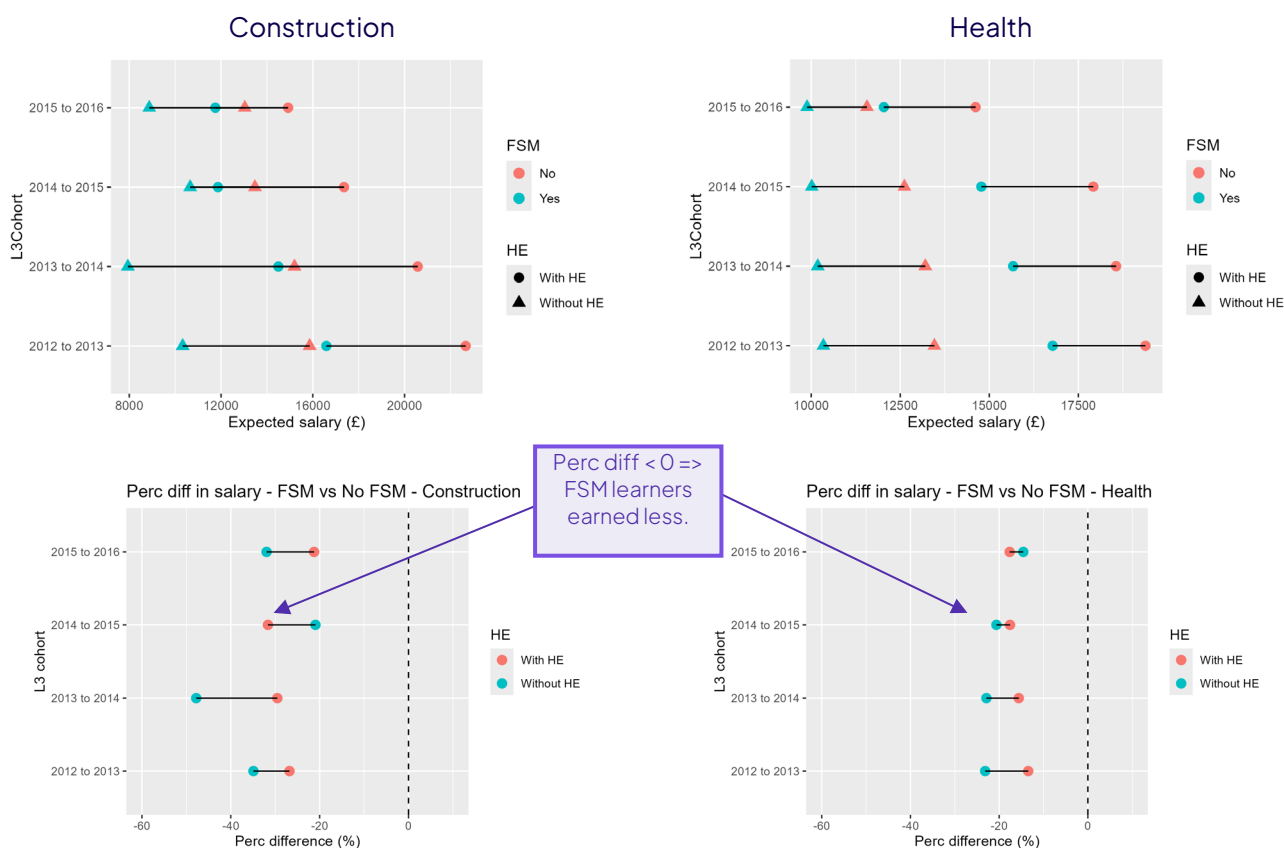 Construction
L3Cohort
2015 to 2016
2014 to 2015
2013 to 2014
2012 to 2013
8000 12000 16000 20000
Expected salary (£)
FSM
No
Yes
HE
With HE
Without HE
Health
L3Cohort
2015 to 2016
2014 to 2015
2013 to 2014
2012 to 2013
10000 12500 15000 17500
Expected salary (£)
FSM
No
Yes
HE
With HE
Without HE
Perc diff < 0 =>
FSM learners
earned less.
Perc diff in salary - FSM vs No FSM - Construction
L3 cohort
2015 to 2016
2014 to 2015
2013 to 2014
2012 to 2013
-60 -40 -20 0
Perc difference (%)
HE
With HE
Without HE
Perc diff in salary - FSM vs No FSM - Health
L3 cohort
2015 to 2016
2014 to 2015
2013 to 2014
2012 to 2013
-60 -40 -20 0
Perc difference (%)
HE
With HE
Without HE